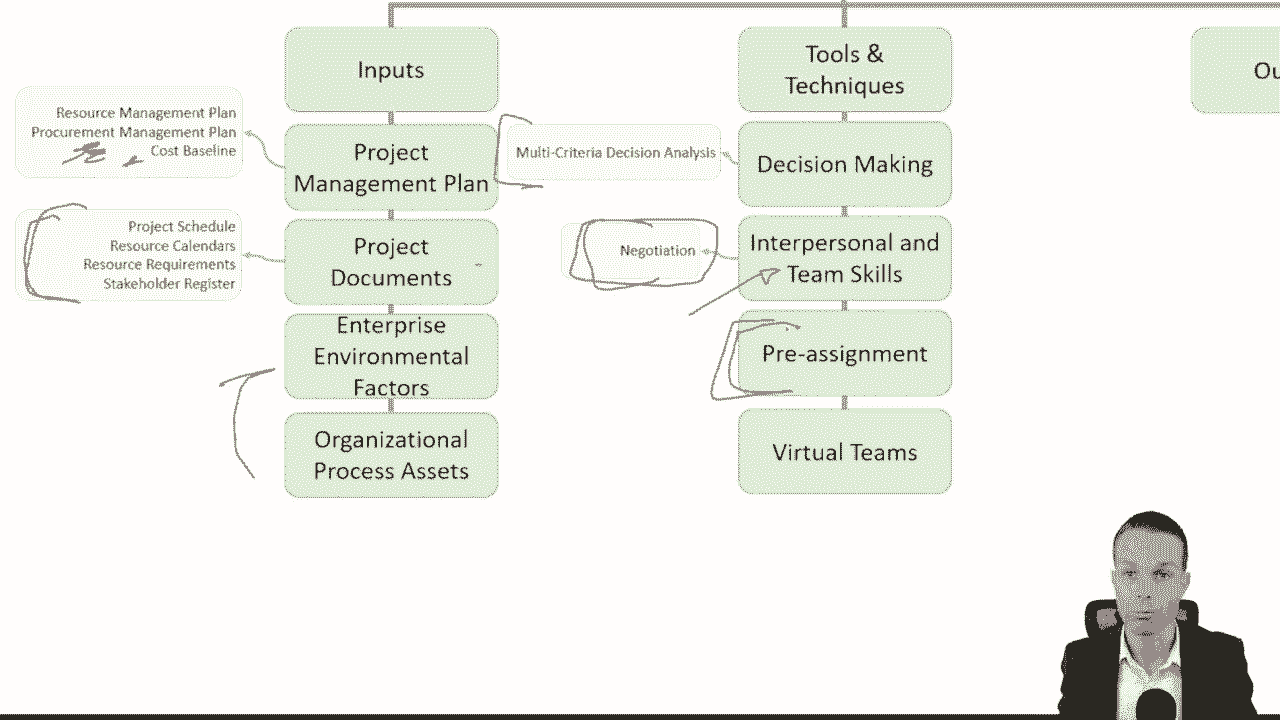 Inputs
Tools &
Techniques
Ou
Resource Management Plan
Procurement Management Plan
Cost Baseline
Project
Management Plan
Multi-Criteria Decision Analysis
Decision Making
Project Schedule
Resource Calendars
Resource Requirements
Stakeholder Register
Project
Documents
Negotiation
Interpersonal and
Team Skills
Enterprise
Environmental
Factors
Pre-assignment
Organizational
Process Assets
Virtual Teams